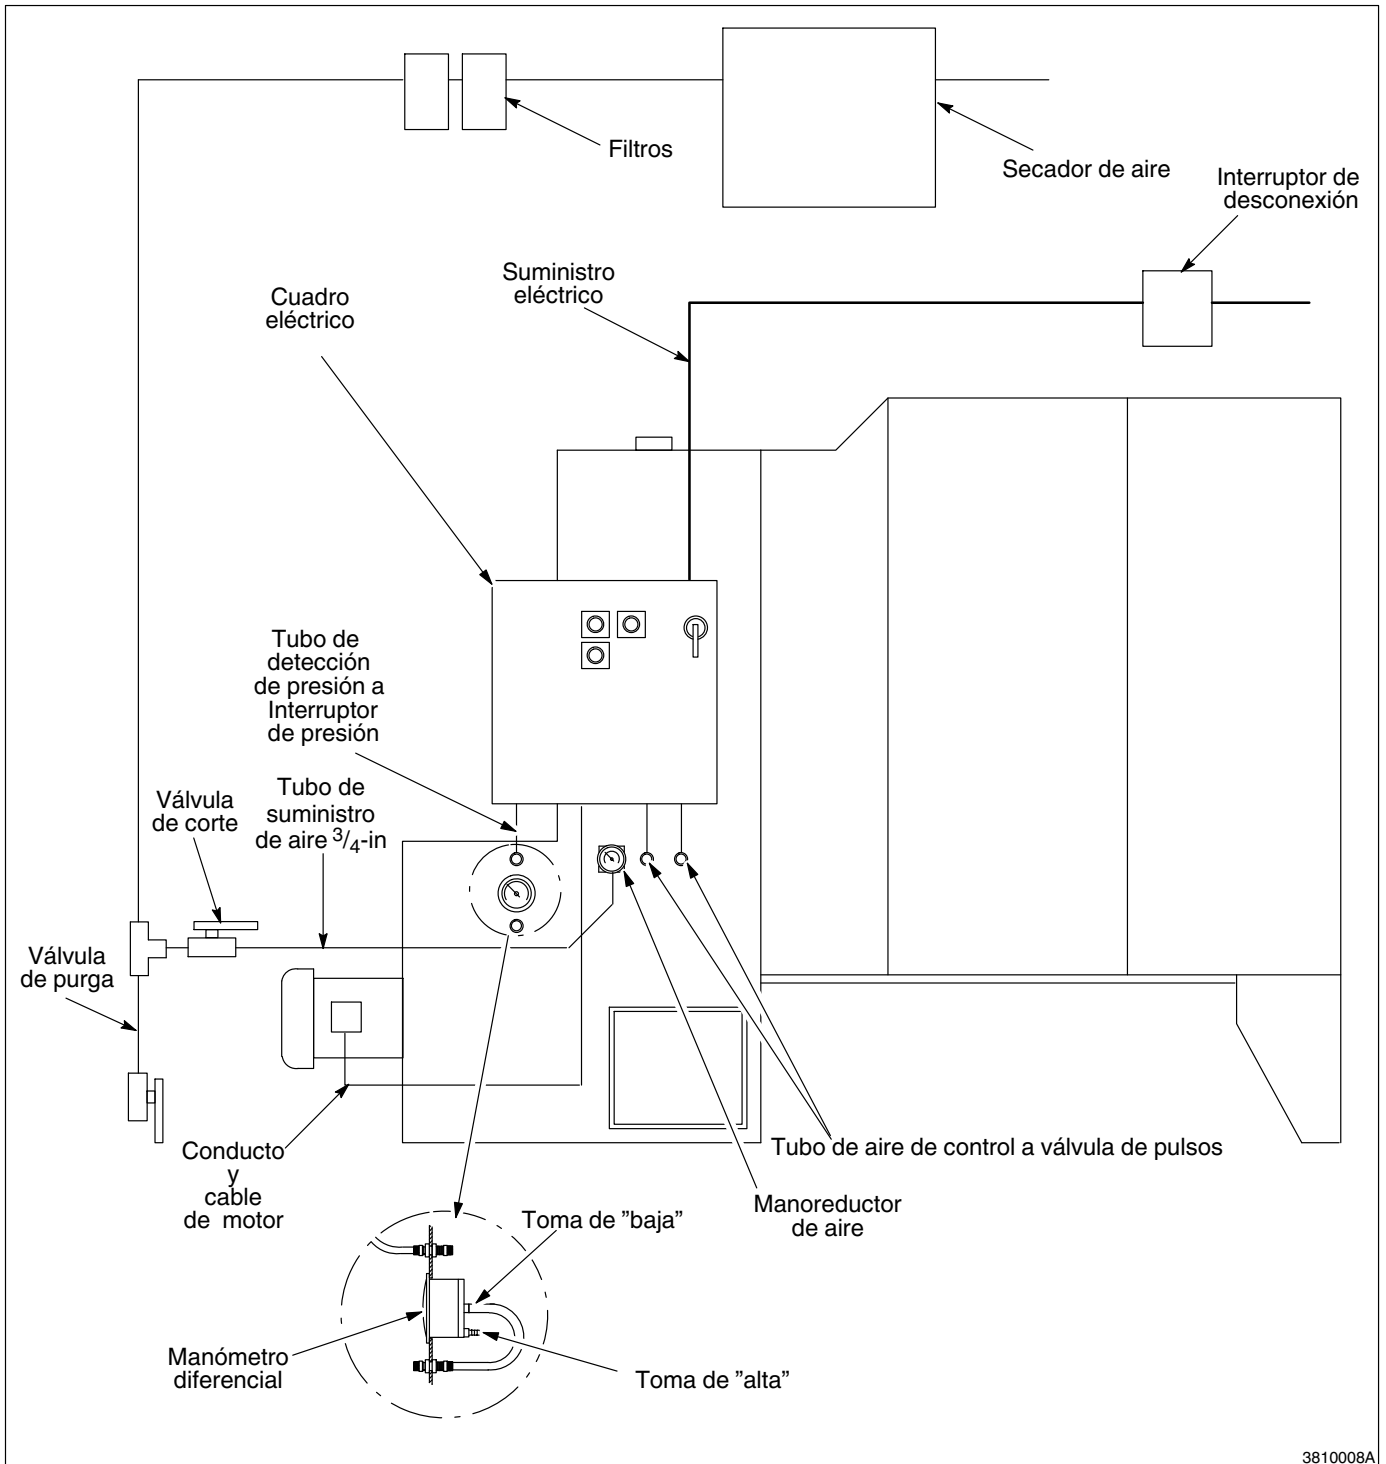 Filtros
Secador de aire
Interruptor de
desconexión
Suministro
eléctrico
Cuadro
eléctrico
Tubo de
detección
de presión a
Interruptor
de presión
Tubo de
suministro
de aire 3/4-in
Válvula
de corte
Válvula
de purga
Conducto
y
cable
de motor
Tubo de aire de control a válvula de pulsos
Manoreductor
de aire
Toma de ”baja”
Manómetro
diferencial
Toma de ”alta”
3810008A